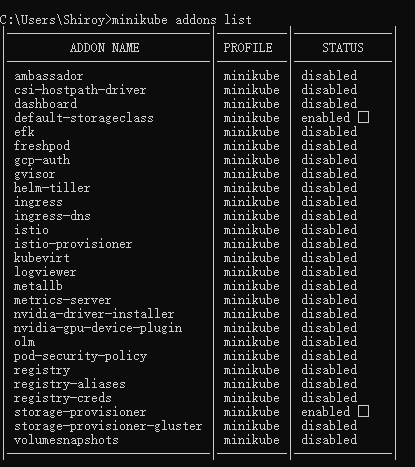 C:\Users\Shiroy>minikube addons list
ADDON NAME | PROFILE | STATUS
ambassador | minikube | disabled
csi-hostpath-driver | minikube | disabled
dashboard | minikube | disabled
default-storageclass | minikube | enabled □
efk | minikube | disabled
freshpod | minikube | disabled
gcp-auth | minikube | disabled
gvisor | minikube | disabled
helm-tiller | minikube | disabled
ingress | minikube | disabled
ingress-dns | minikube | disabled
istio | minikube | disabled
istio-provisioner | minikube | disabled
kubevirt | minikube | disabled
logviewer | minikube | disabled
metallb | minikube | disabled
metrics-server | minikube | disabled
nvidia-driver-installer | minikube | disabled
nvidia-gpu-device-plugin | minikube | disabled
olm | minikube | disabled
pod-security-policy | minikube | disabled
registry | minikube | disabled
registry-aliases | minikube | disabled
registry-creds | minikube | disabled
storage-provisioner | minikube | enabled □
storage-provisioner-gluster | minikube | disabled
volumesnapshots | minikube | disabled